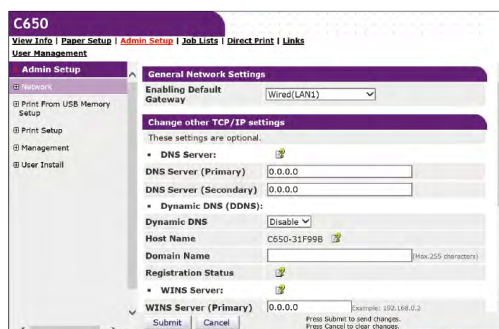 C650
View Info | Paper Setup | Admin Setup | Job Lists | Direct Print | Links
User Management
Admin Setup
Network
Print From USB Memory
Setup
Print Setup
Management
User Install
General Network Settings
Enabling Default
Gateway
Wired(LAN1)
Change other TCP/IP settings
These settings are optional.
DNS Server:
DNS Server (Primary) 0.0.0.0
DNS Server (Secondary) 0.0.0.0
Dynamic DNS (DDNS):
Dynamic DNS Disable
Host Name C650-31F99B
Domain Name (Max.255 characters)
Registration Status
WINS Server:
WINS Server (Primary) 0.0.0.0 Example: 192.168.0.2
Submit Cancel
Press Submit to send changes.
Press Cancel to clear changes.